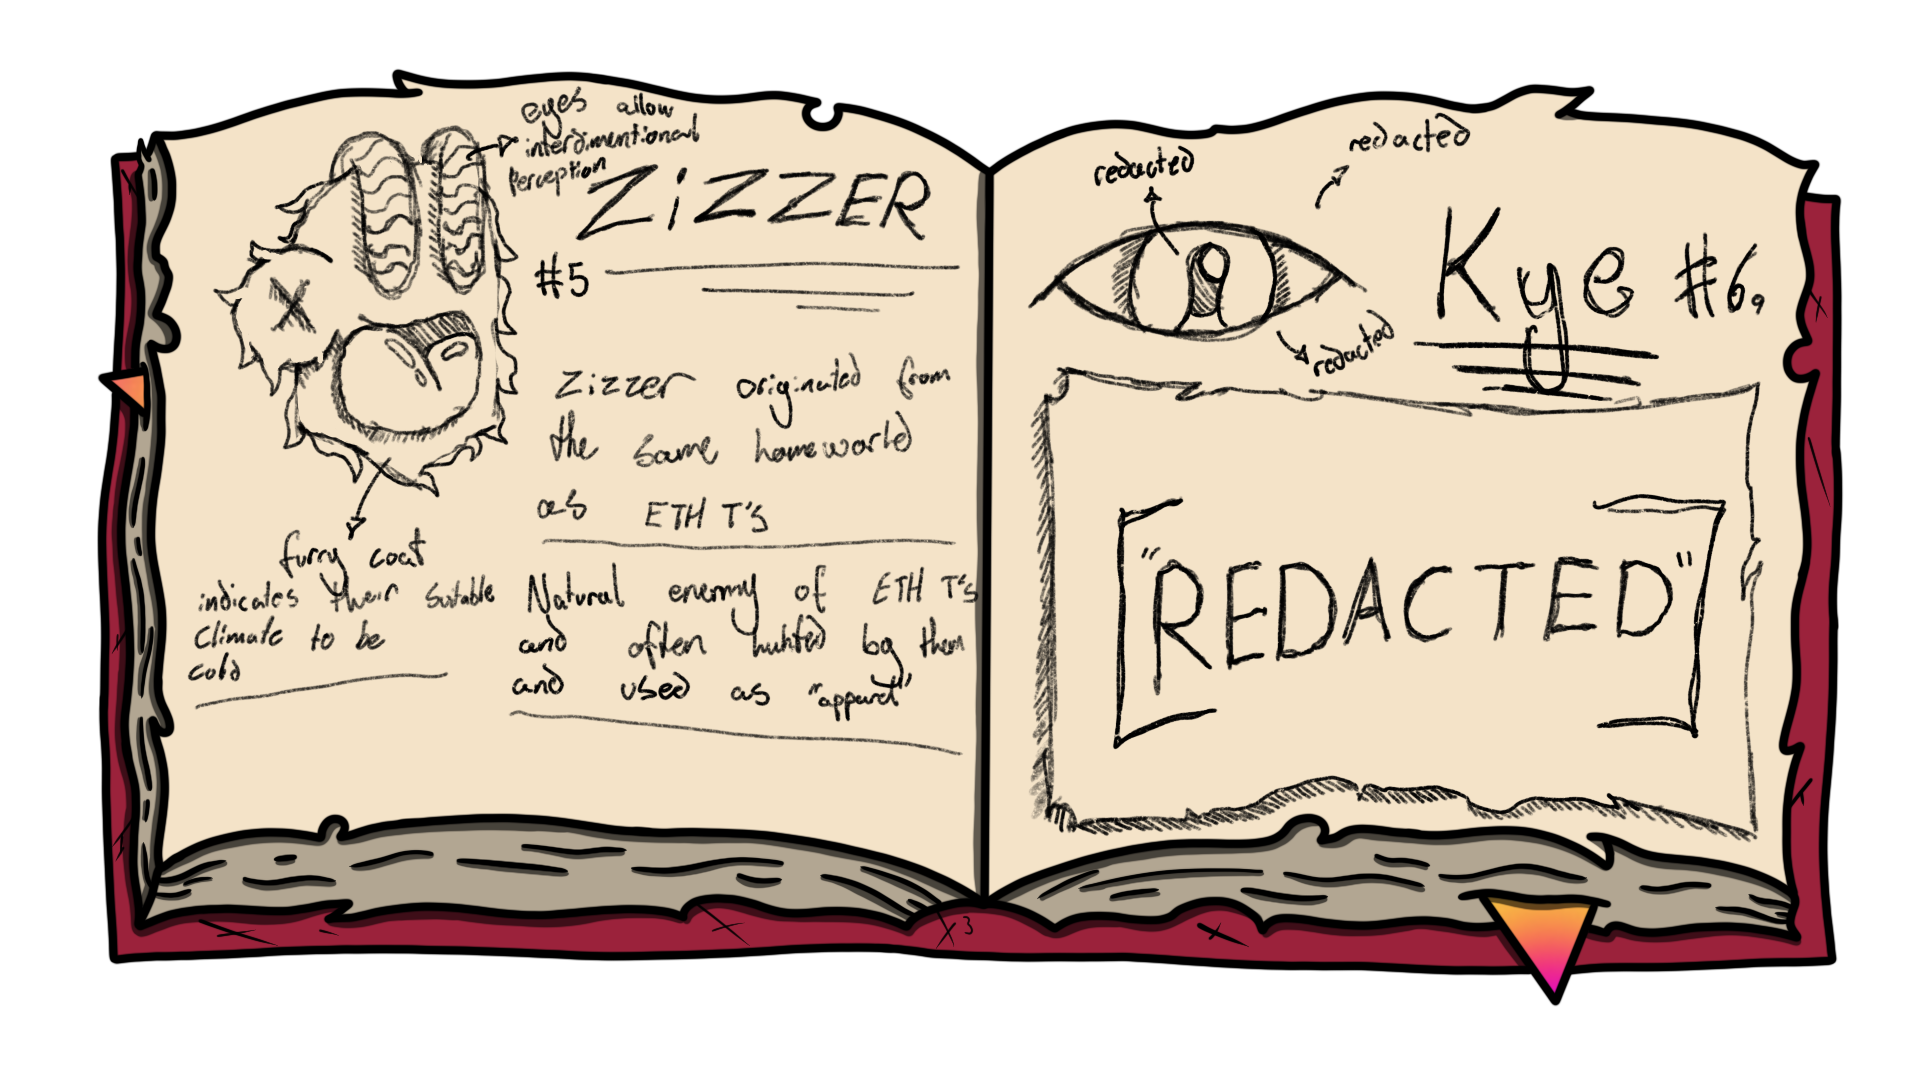 eyes allow
interdimentional
perception
ZiZZER
#5
Zizzer originated from
the same homeworld
as ETH T's
furry coat
indicates their suitable
climate to be
cold
Natural enemy of ETH T's
and often hunted by them
and used as "apparel"
redacted
redacted
Kye #6.
redacted
"REDACTED"
3